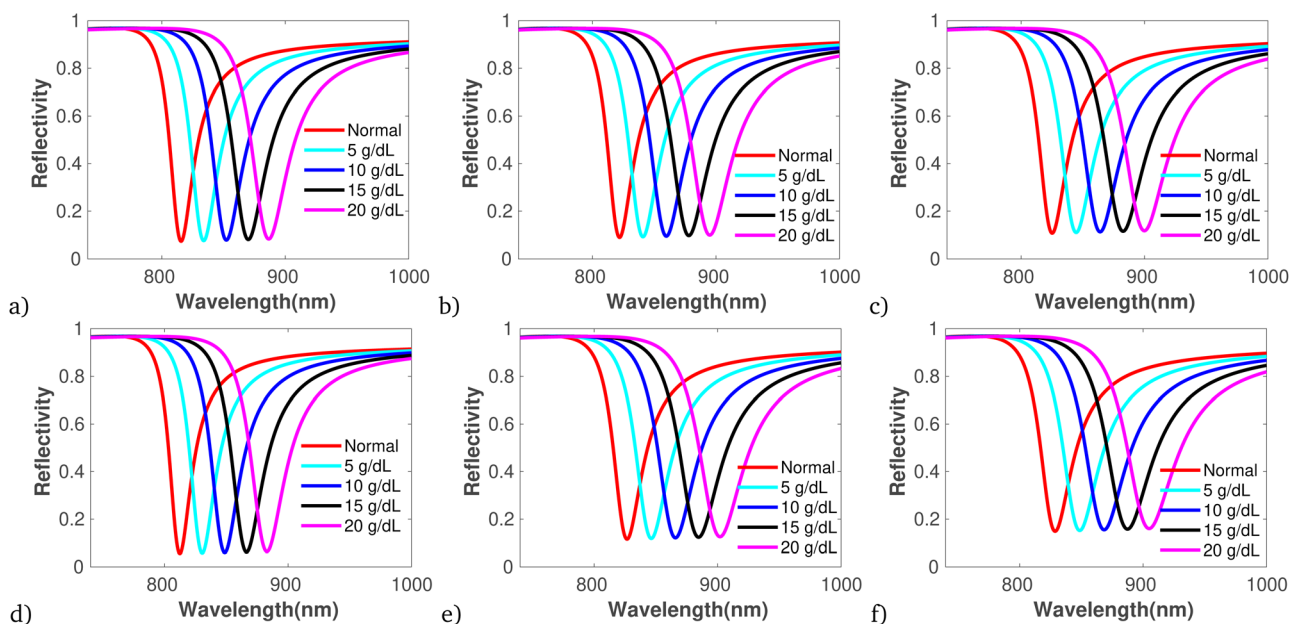 1
0.8
0.6
0.4
0.2
0
Reflectivity
Normal
5 g/dL
10 g/dL
15 g/dL
20 g/dL
800 900 1000
Wavelength(nm)
a)
1
0.8
0.6
0.4
0.2
0
Reflectivity
Normal
5 g/dL
10 g/dL
15 g/dL
20 g/dL
800 900 1000
Wavelength(nm)
b)
1
0.8
0.6
0.4
0.2
0
Reflectivity
Normal
5 g/dL
10 g/dL
15 g/dL
20 g/dL
800 900 1000
Wavelength(nm)
c)
1
0.8
0.6
0.4
0.2
0
Reflectivity
Normal
5 g/dL
10 g/dL
15 g/dL
20 g/dL
800 900 1000
Wavelength(nm)
d)
1
0.8
0.6
0.4
0.2
0
Reflectivity
Normal
5 g/dL
10 g/dL
15 g/dL
20 g/dL
800 900 1000
Wavelength(nm)
e)
1
0.8
0.6
0.4
0.2
0
Reflectivity
Normal
5 g/dL
10 g/dL
15 g/dL
20 g/dL
800 900 1000
Wavelength(nm)
f)